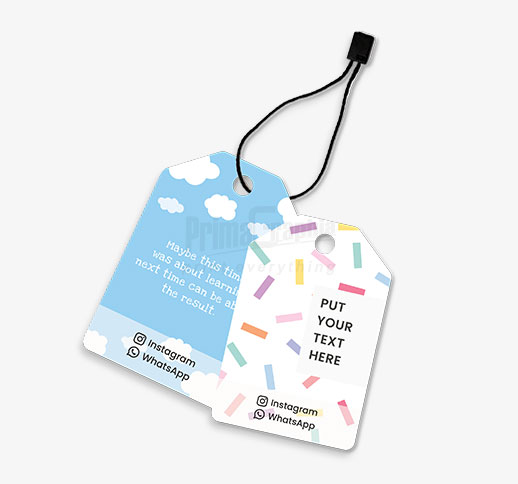 Maybe this tim
was about learnin
next time can be ab
the result.
Instagram
WhatsApp
PUT
YOUR
TEXT
HERE
Instagram
WhatsApp
everything